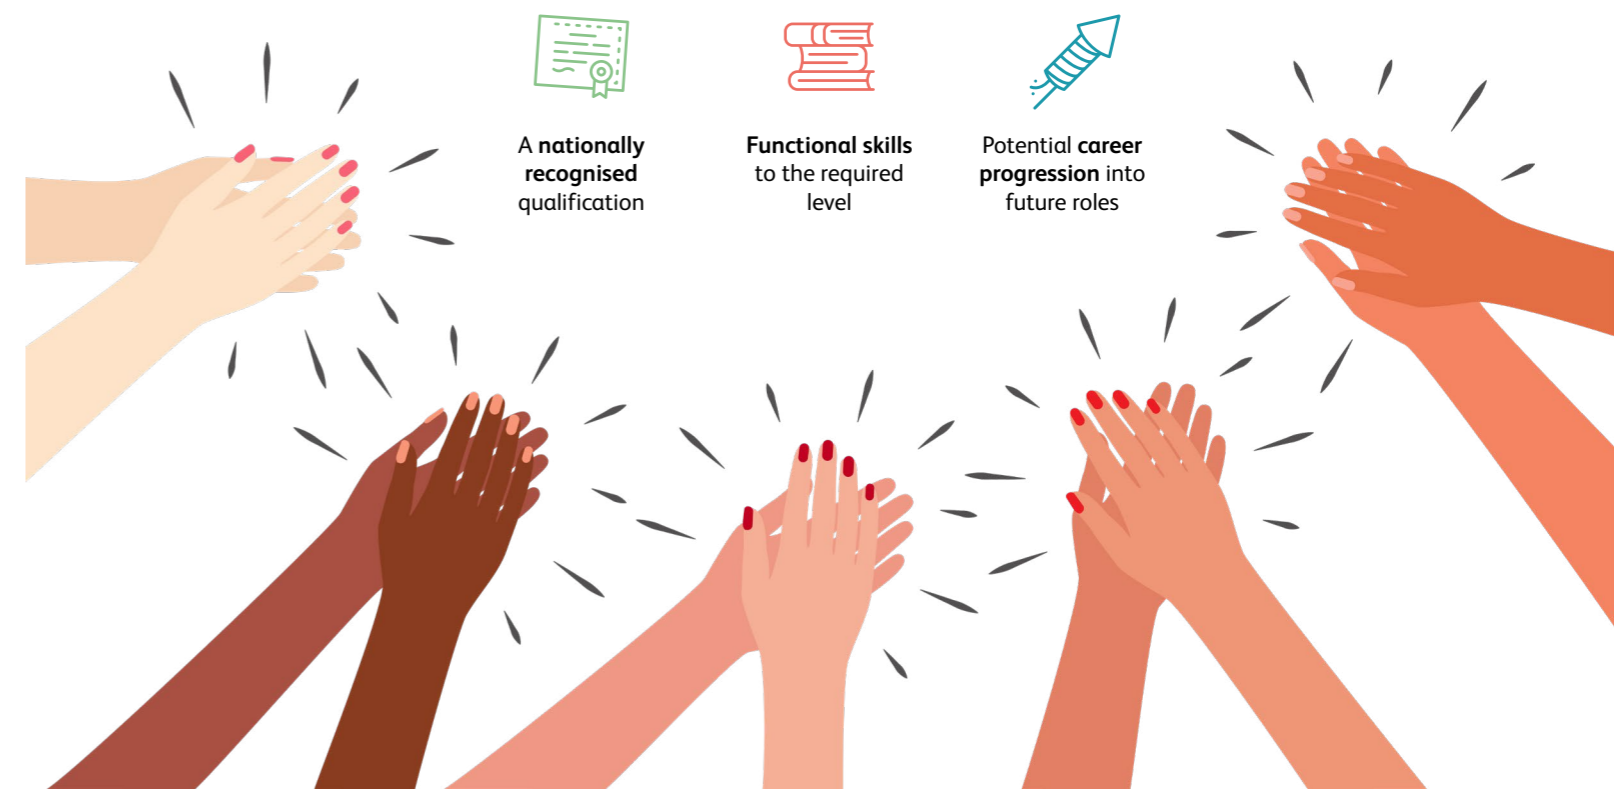 A nationally
recognised
qualification
Functional skills
to the required
level
Potential career
progression into
future roles